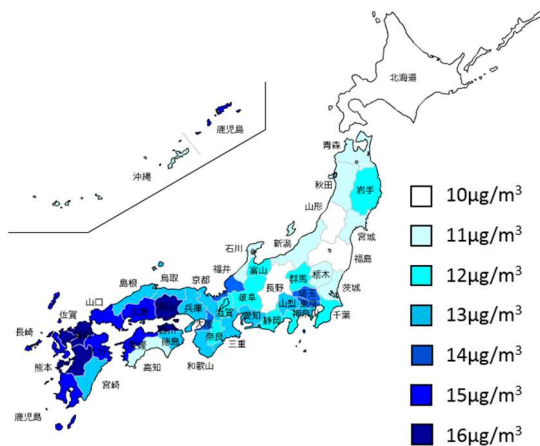 北海道
鹿児島
沖縄
青森
秋田
岩手
山形
宮城
石川
新潟
福島
福井
富山
群馬
栃木
長野
茨城
鳥取
島根
京都
岐阜
埼玉
山梨
東京
山口
兵庫
滋賀
愛知
静岡
神奈川
千葉
佐賀
香川
奈良
三重
長崎
徳島
愛媛
熊本
高知
和歌山
宮崎
鹿児島
10μg/m³
11μg/m³
12μg/m³
13μg/m³
14μg/m³
15μg/m³
16μg/m³